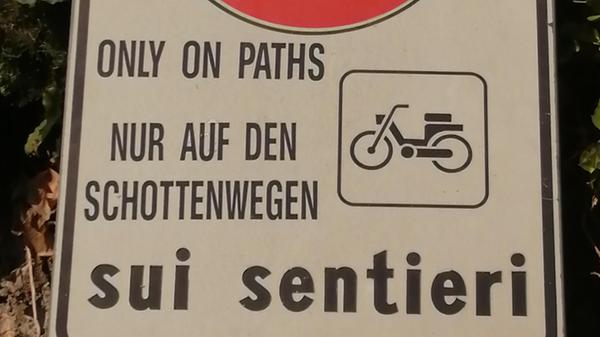 ONLY ON PATHS
NUR AUF DEN
SCHOTTENWEGEN
sui sentieri